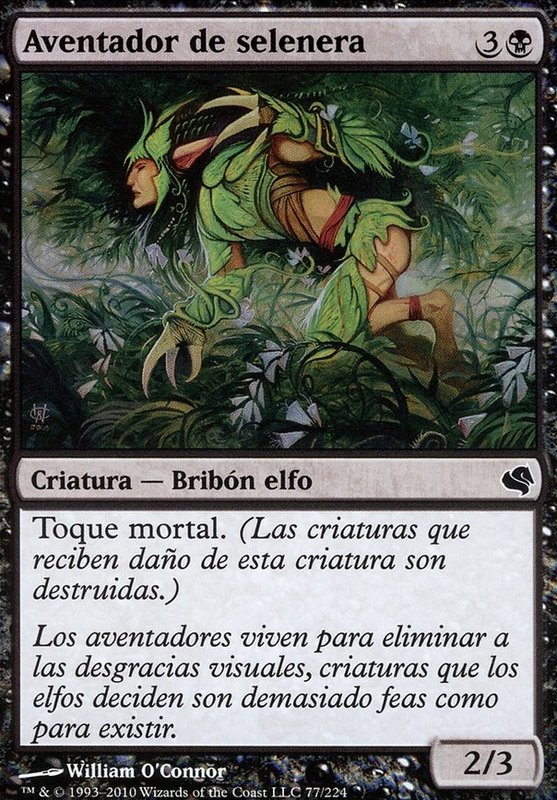 Aventador de selenera 3
Criatura — Bribón elfo
Toque mortal. (Las criaturas que
reciben daño de esta criatura son
destruidas.)
Los aventadores viven para eliminar a
las desgracias visuales, criaturas que los
elfos deciden son demasiado feas como
para existir.
William O'Connor
2/3
™ & © 1993–2010 Wizards of the Coast LLC 77/224